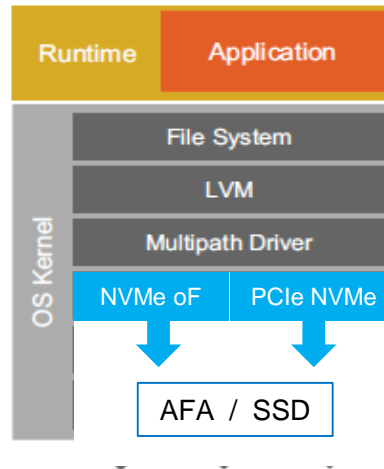 Runtime
Application
File System
LVM
Multipath Driver
OS Kernel
NVMe oF
PCIe NVMe
AFA / SSD